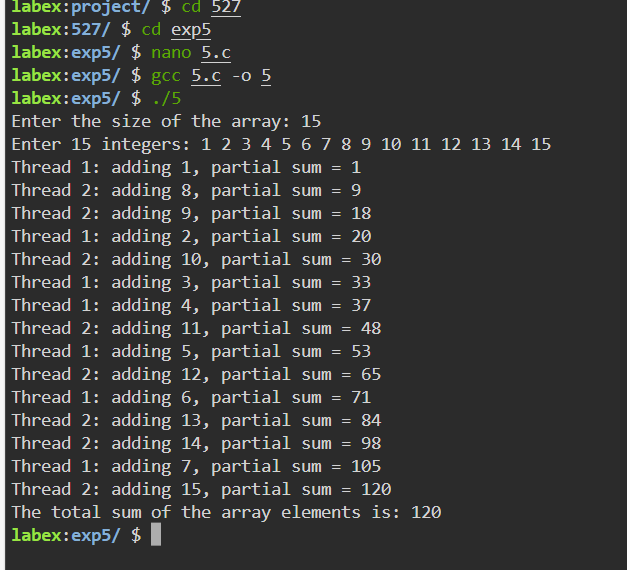 labex:project/ $ cd 527
labex:527/ $ cd exp5
labex:exp5/ $ nano 5.c
labex:exp5/ $ gcc 5.c -o 5
labex:exp5/ $ ./5
Enter the size of the array: 15
Enter 15 integers: 1 2 3 4 5 6 7 8 9 10 11 12 13 14 15
Thread 1: adding 1, partial sum = 1
Thread 2: adding 8, partial sum = 9
Thread 2: adding 9, partial sum = 18
Thread 1: adding 2, partial sum = 20
Thread 2: adding 10, partial sum = 30
Thread 1: adding 3, partial sum = 33
Thread 1: adding 4, partial sum = 37
Thread 2: adding 11, partial sum = 48
Thread 1: adding 5, partial sum = 53
Thread 2: adding 12, partial sum = 65
Thread 1: adding 6, partial sum = 71
Thread 2: adding 13, partial sum = 84
Thread 2: adding 14, partial sum = 98
Thread 1: adding 7, partial sum = 105
Thread 2: adding 15, partial sum = 120
The total sum of the array elements is: 120
labex:exp5/ $